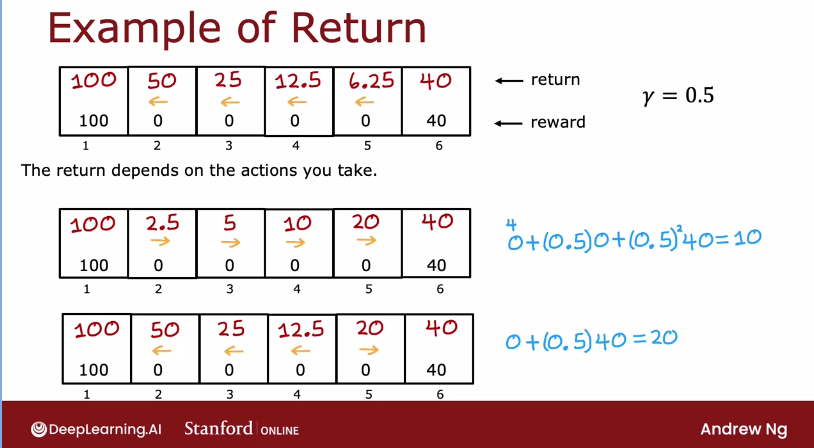 Example of Return
100 50 25 12.5 6.25 40 ← return
← ← ← ←
100 0 0 0 0 40 ← reward
γ = 0.5
1 2 3 4 5 6
The return depends on the actions you take.
100 2.5 5 10 20 40
→ → → →
100 0 0 0 0 40
1 2 3 4 5 6
4
0+(0.5)0+(0.5)²40=10
100 50 25 12.5 20 40
← ← ← →
100 0 0 0 0 40
1 2 3 4 5 6
0+(0.5)40=20
DeepLearning.AI Stanford ONLINE Andrew Ng